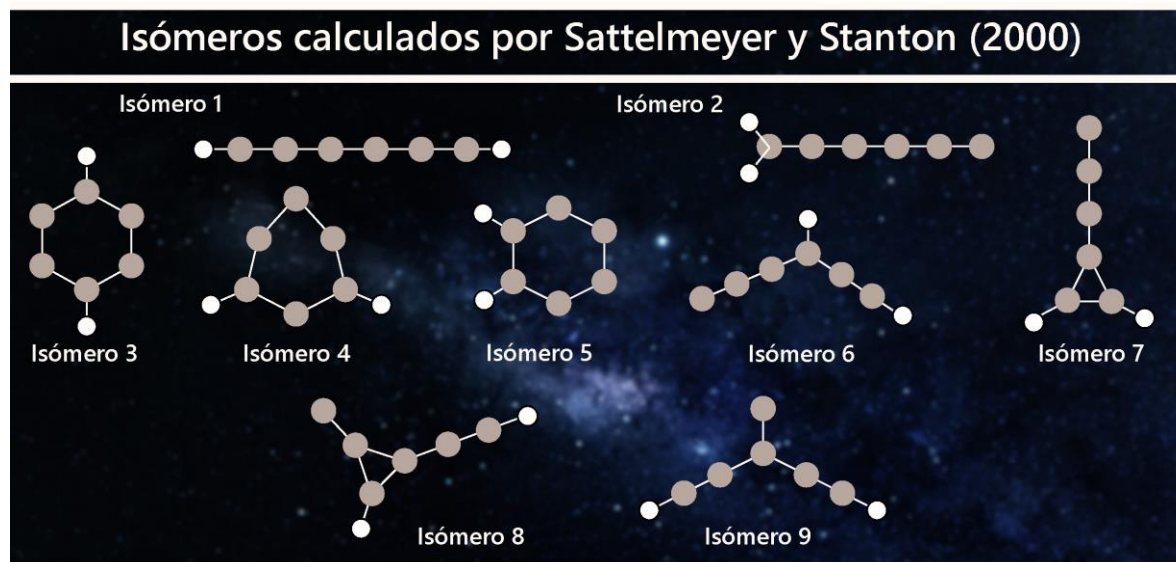 Isómeros calculados por Sattelmeyer y Stanton (2000)
Isómero 1
Isómero 2
Isómero 3
Isómero 4
Isómero 5
Isómero 6
Isómero 7
Isómero 8
Isómero 9